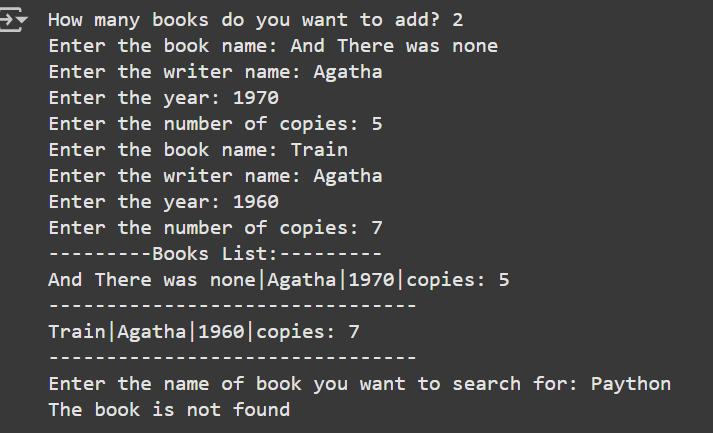 How many books do you want to add? 2
Enter the book name: And There was none
Enter the writer name: Agatha
Enter the year: 1970
Enter the number of copies: 5
Enter the book name: Train
Enter the writer name: Agatha
Enter the year: 1960
Enter the number of copies: 7
---------Books List:---------
And There was none|Agatha|1970|copies: 5
--------------------------------
Train|Agatha|1960|copies: 7
--------------------------------
Enter the name of book you want to search for: Paython
The book is not found